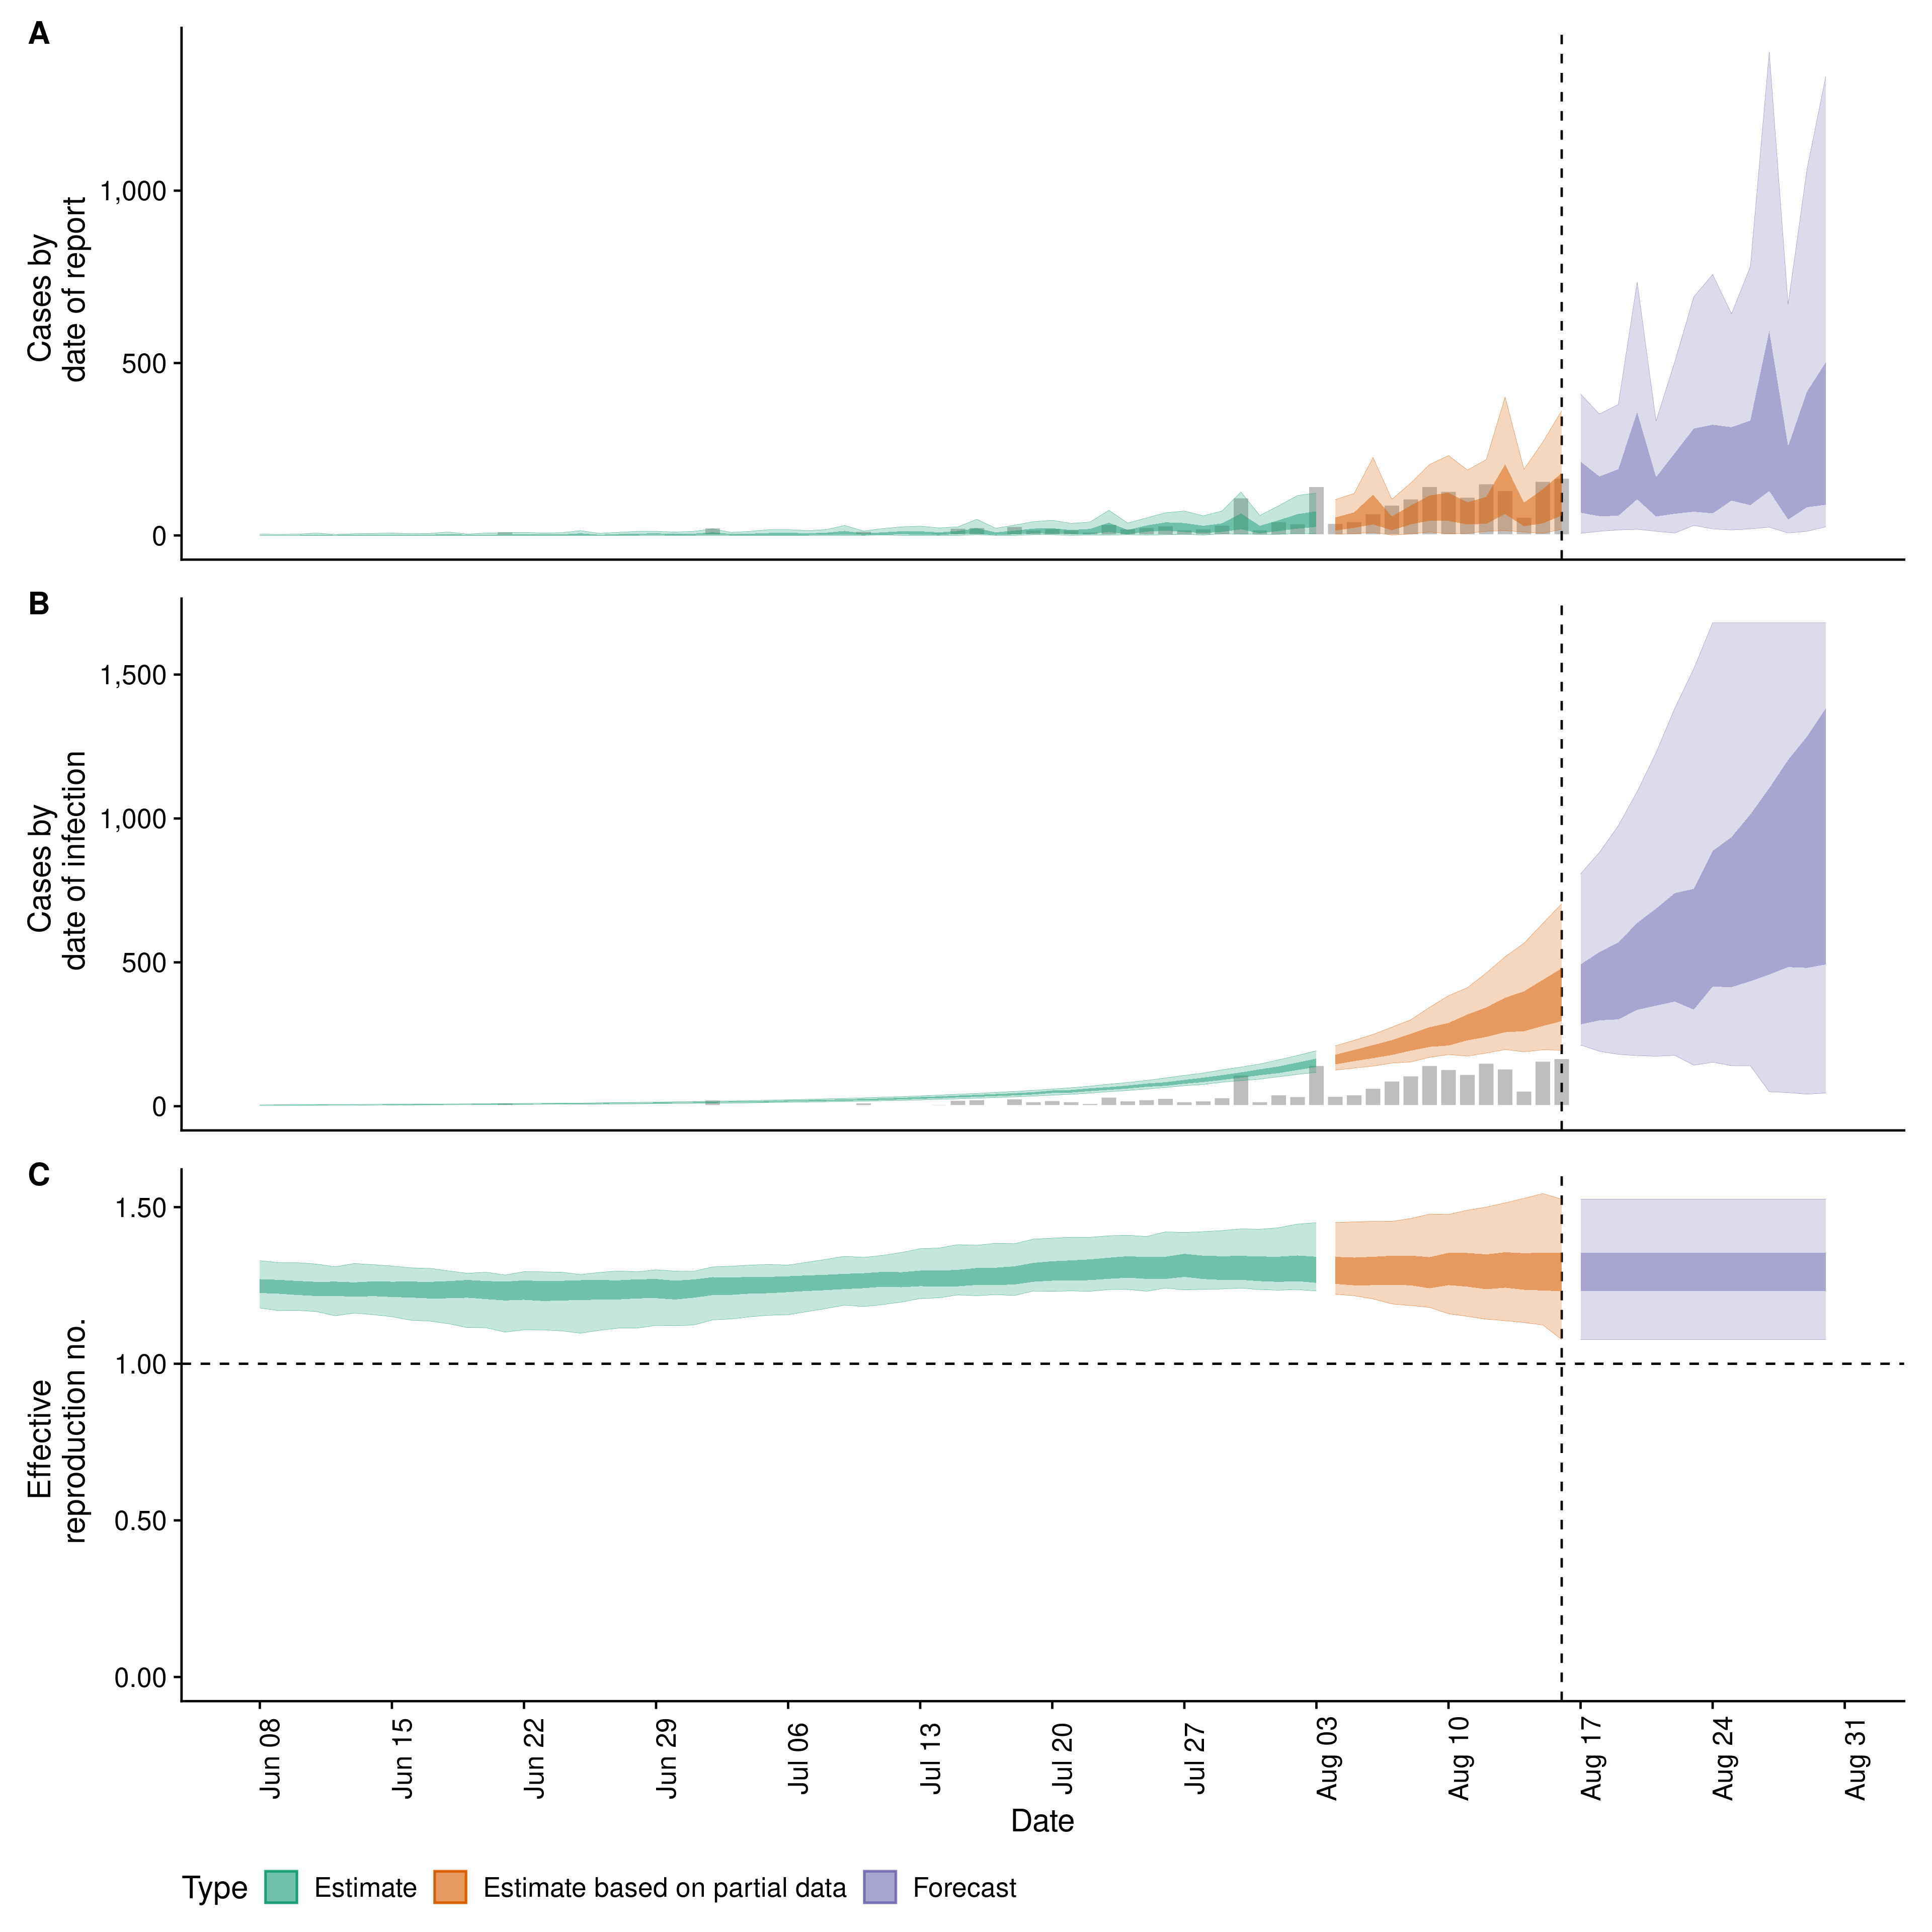 A
Cases by
date of report
1,000
500
0
B
Cases by
date of infection
1,500
1,000
500
0
C
Effective
reproduction no.
1.50
1.00
0.50
0.00
Jun 08
Jun 15
Jun 22
Jun 29
Jul 06
Jul 13
Jul 20
Jul 27
Aug 03
Aug 10
Aug 17
Aug 24
Aug 31
Date
Type Estimate Estimate based on partial data Forecast